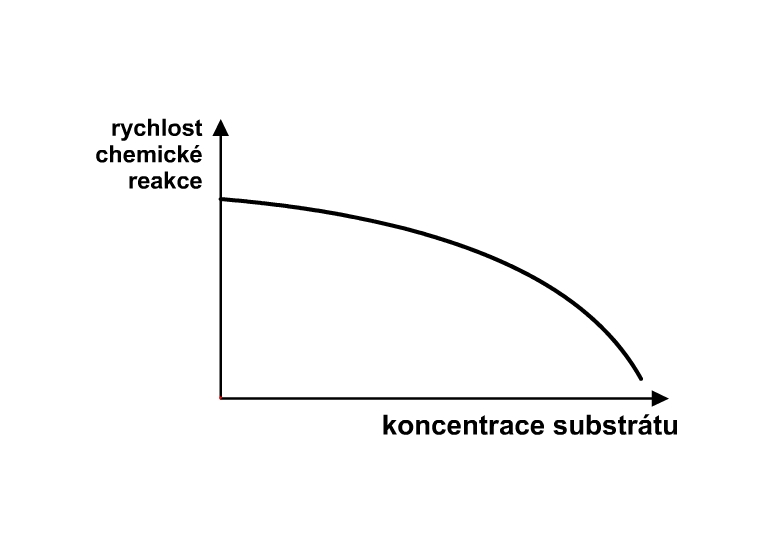 rychlost
chemické
reakce
koncentrace substrátu